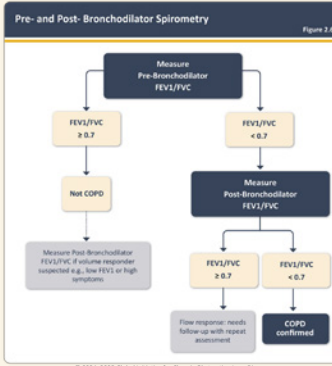 Pre- and Post- Bronchodilator Spirometry
Figure 2.
Measure
Pre-Bronchodilator
FEV1/FVC
FEV1/FVC
≥ 0.7
FEV1/FVC
< 0.7
Not COPD
Measure
Post-Bronchodilator
FEV1/FVC
Measure Post-Bronchodilator
FEV1/FVC if volume responder
suspected e.g., low FEV1 or high
symptoms
FEV1/FVC
≥ 0.7
FEV1/FVC
< 0.7
Flow response: needs
follow-up with repeat
assessment
COPD
confirmed